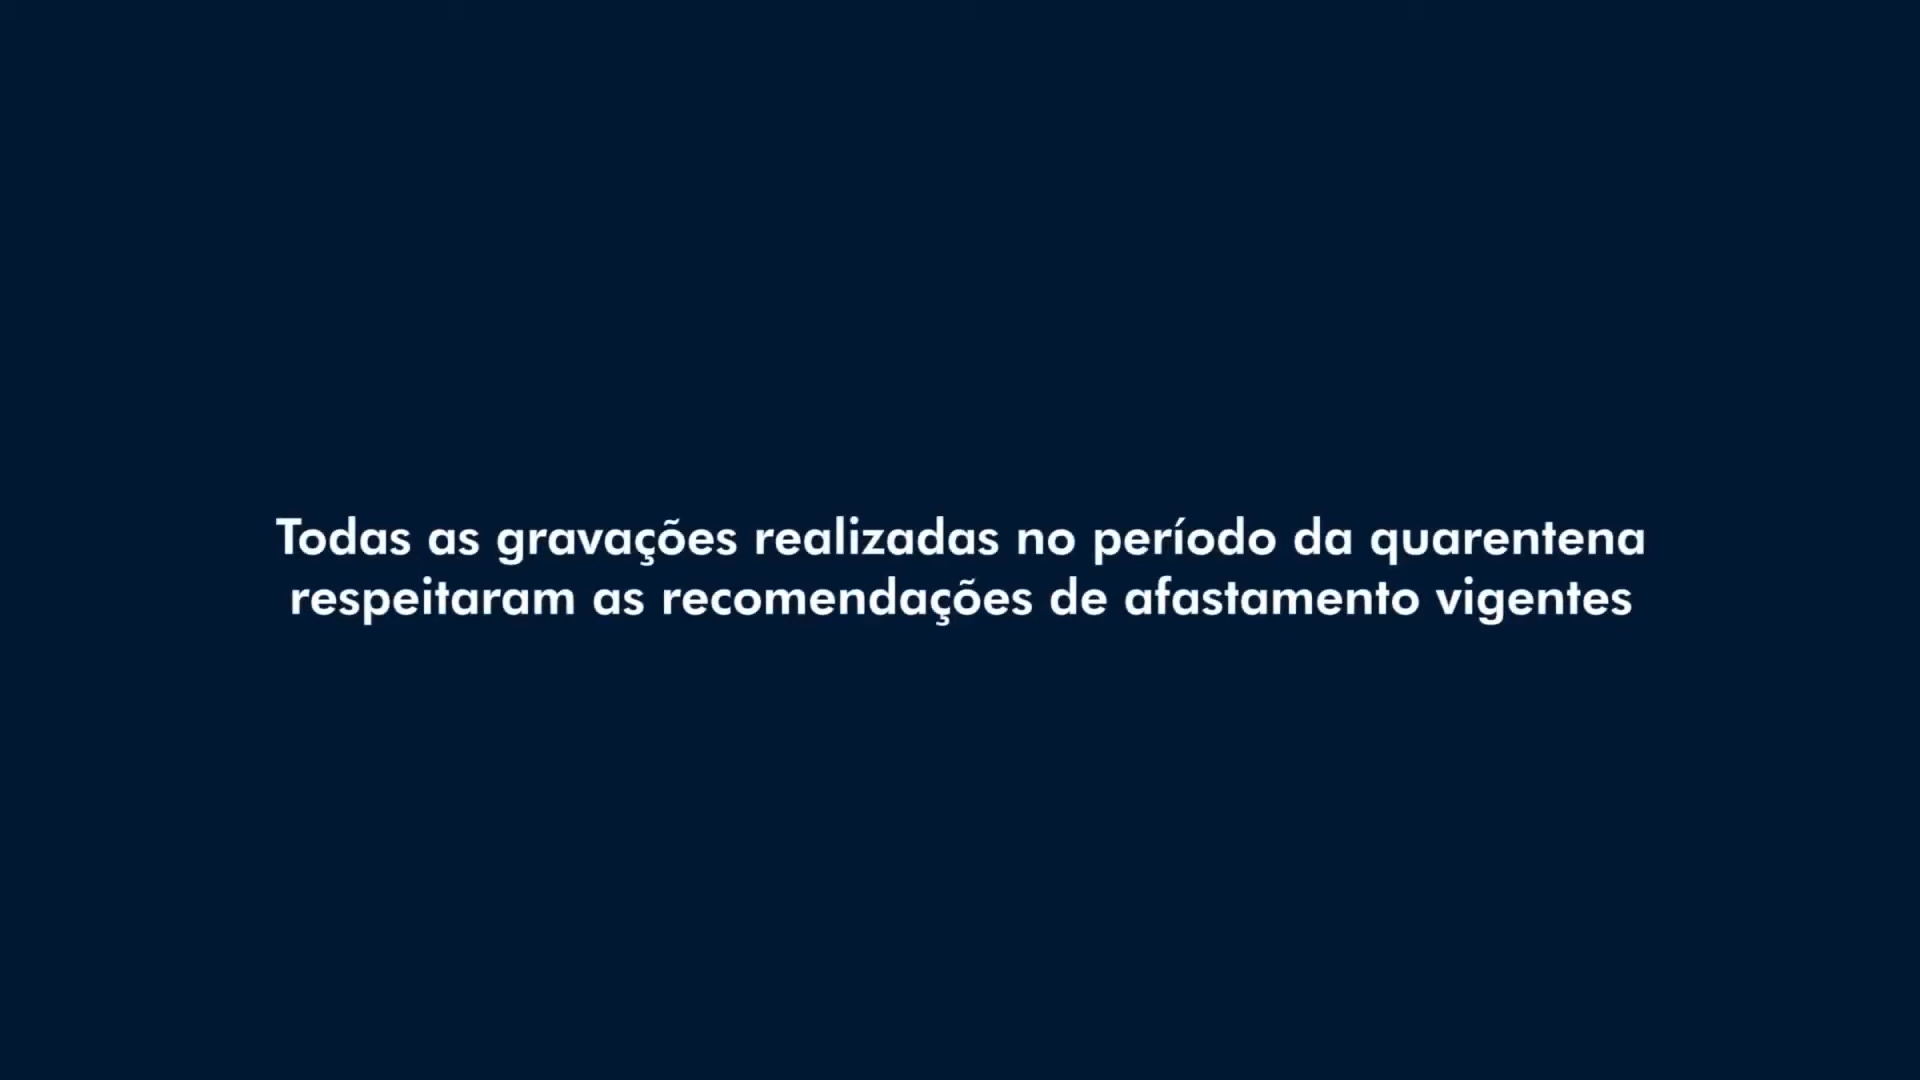 Todas as gravações realizadas no período da quarentena
respeitaram as recomendações de afastamento vigentes